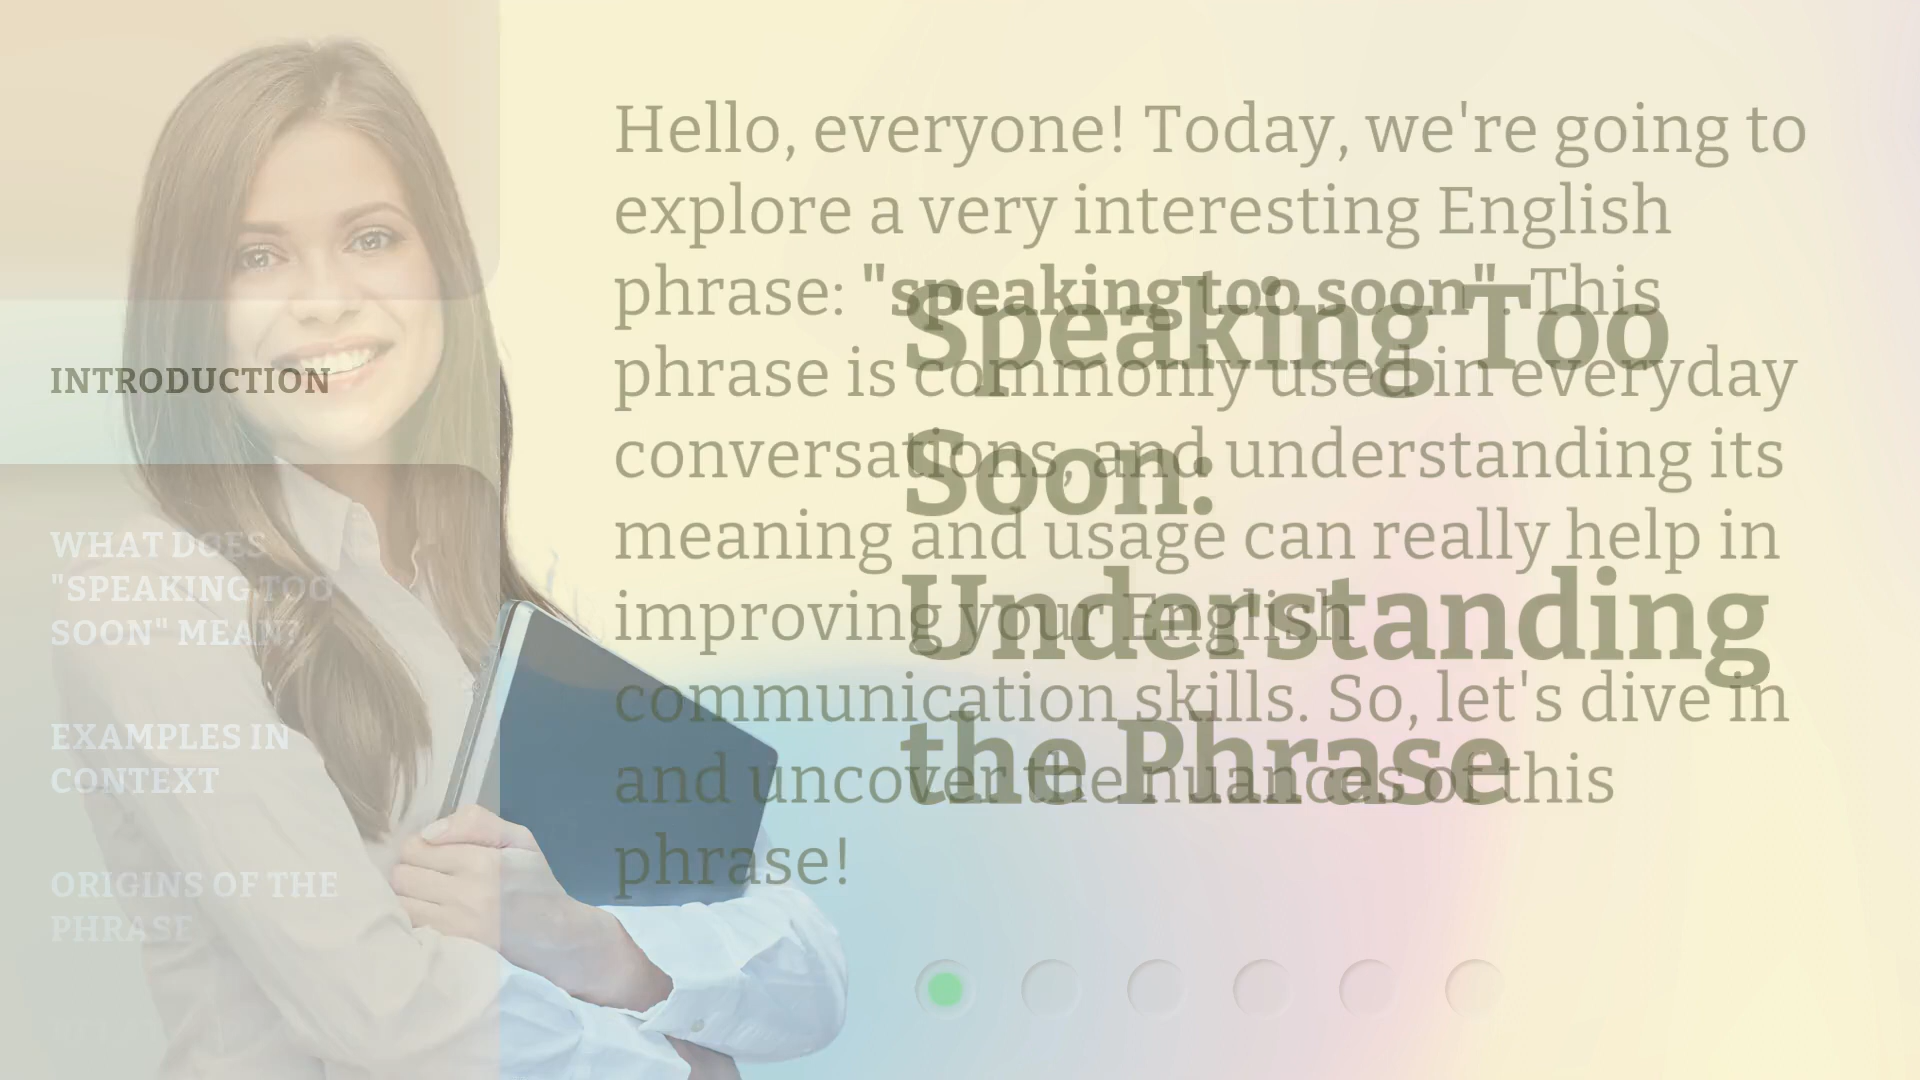 INTRODUCTION
WHAT DOES
"SPEAKING TOO
SOON" MEAN?
EXAMPLES IN
CONTEXT
ORIGINS OF THE
PHRASE
Hello, everyone! Today, we're going to
explore a very interesting English
phrase: "speaking too soon". This
phrase is commonly used in everyday
conversations, and understanding its
meaning and usage can really help in
improving your English
communication skills. So, let's dive in
and uncover the nuances of this
phrase!
Speaking Too
Soon:
Understanding
the Phrase